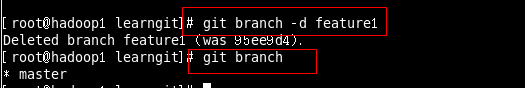 [root@hadoop1 learngit]# git branch -d feature1
Deleted branch feature1 (was 95ee9d4).
[root@hadoop1 learngit]# git branch
* master